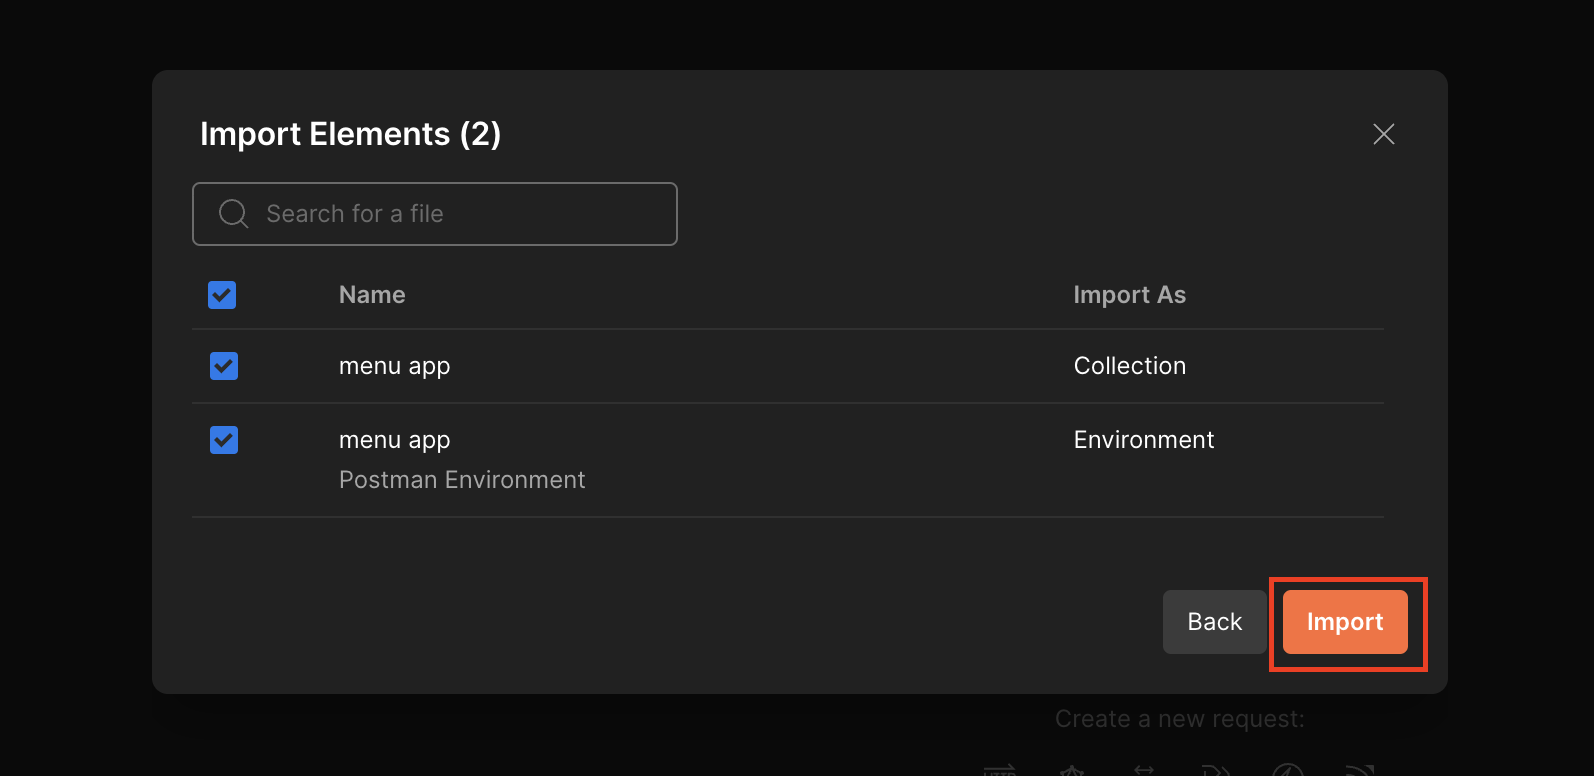 Import Elements (2)
Search for a file
Name Import As
menu app Collection
menu app Environment
Postman Environment
Back Import
Create a new request:
HTTP